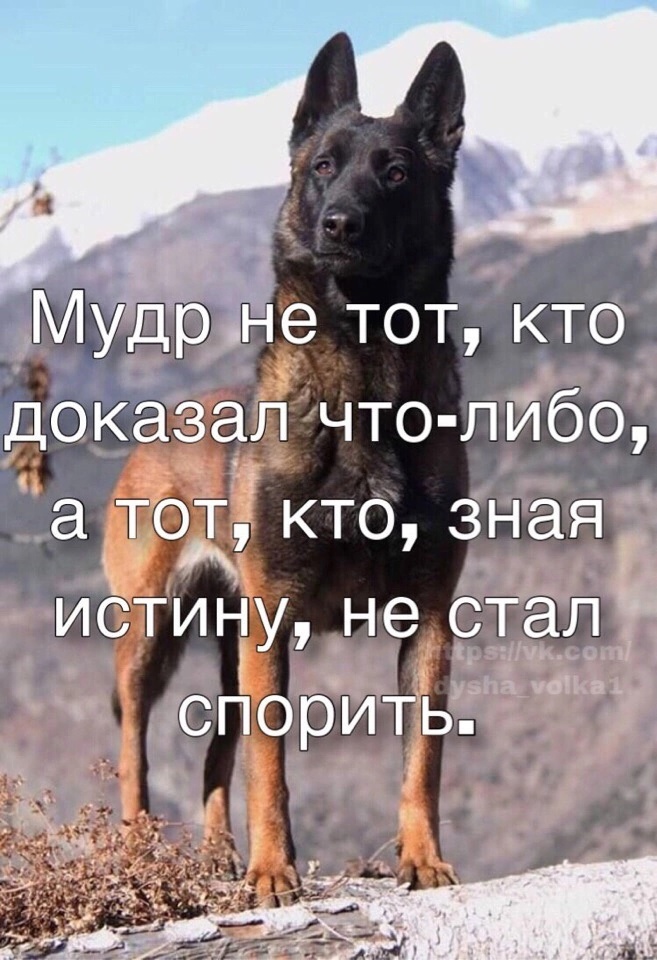 Мудр не тот, кто
доказал что-либо,
а тот, кто, зная
истину, не стал
спорить.
https://vk.com/
dysha_volka1